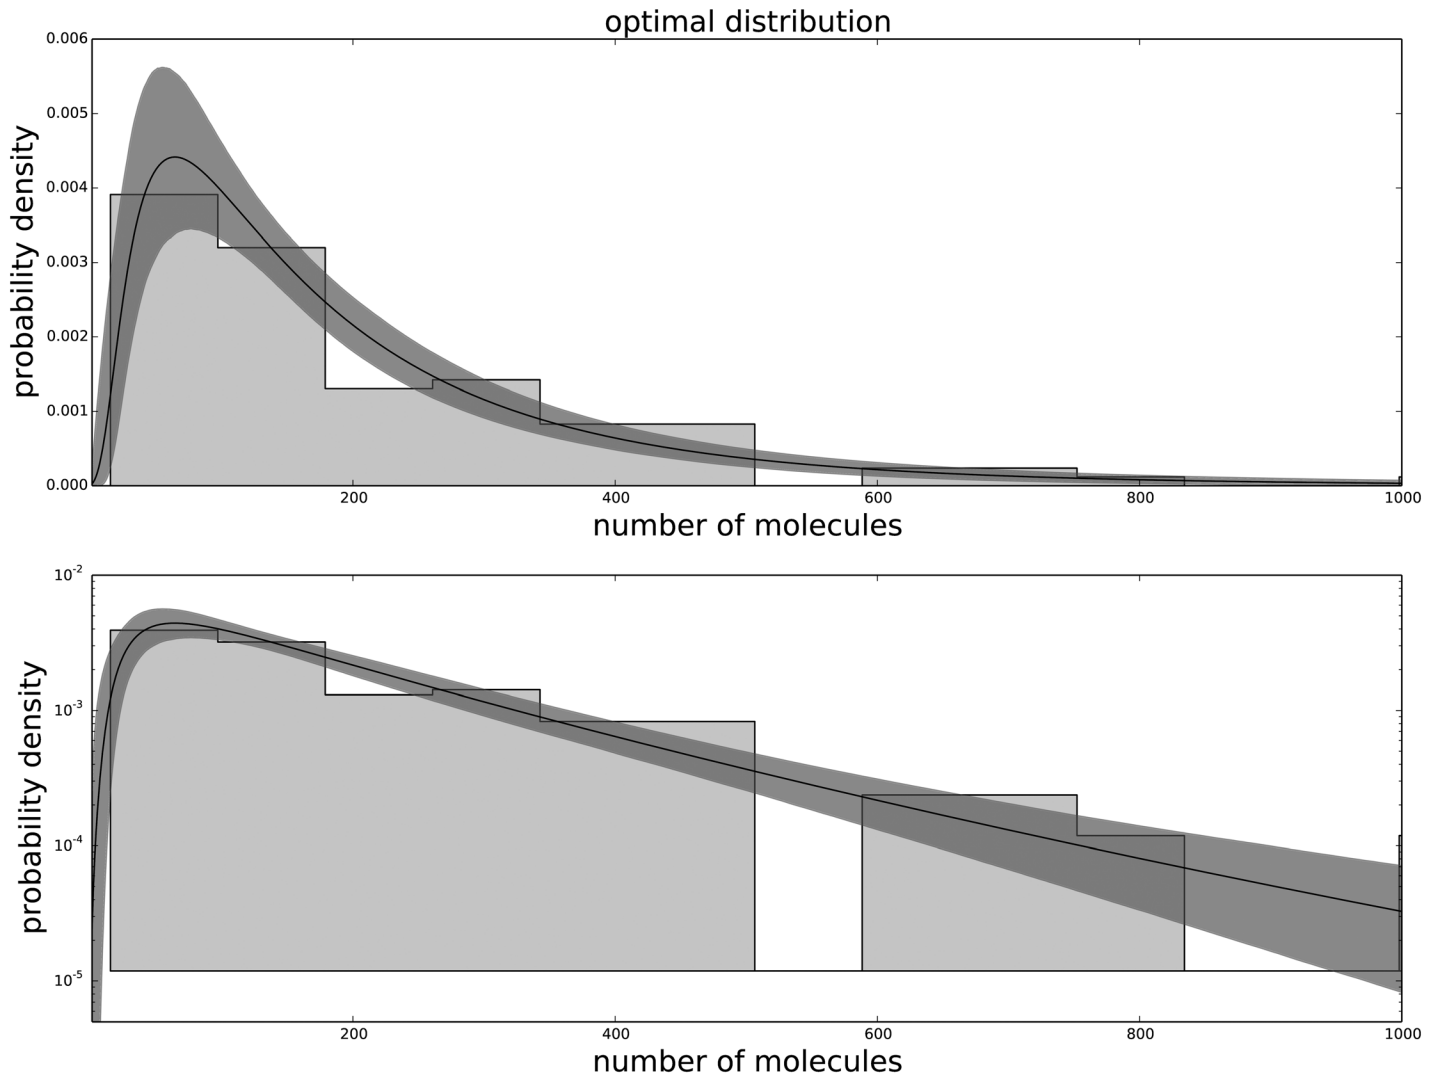 optimal distribution
0.006
0.005
0.004
0.003
0.002
0.001
0.000
probability density
200 400 600 800 1000
number of molecules
10⁻²
10⁻³
10⁻⁴
10⁻⁵
probability density
200 400 600 800 1000
number of molecules